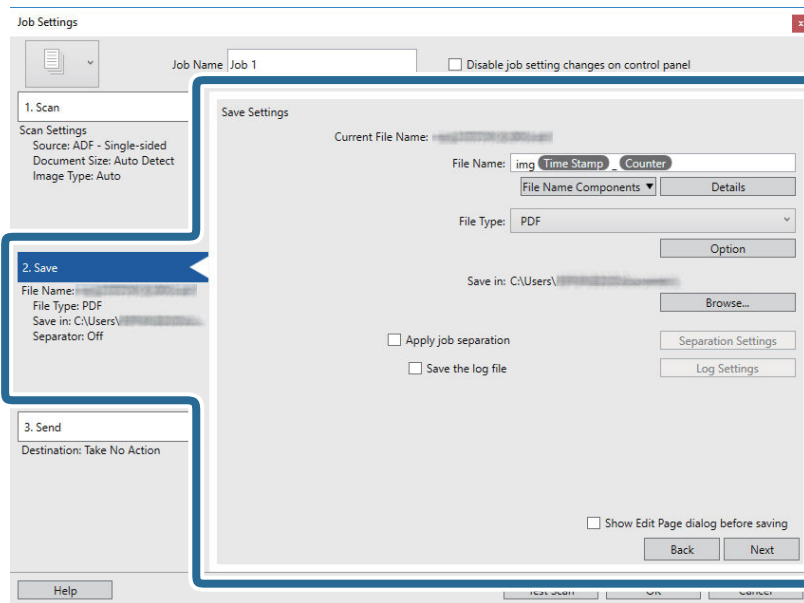 Job Settings
Job Name Job 1
Disable job setting changes on control panel
1. Scan
Scan Settings
Source: ADF - Single-sided
Document Size: Auto Detect
Image Type: Auto
2. Save
File Name:
File Type: PDF
Save in: C:\Users\
Separator: Off
3. Send
Destination: Take No Action
Save Settings
Current File Name:
File Name: img Time Stamp _ Counter
File Name Components ▼ Details
File Type: PDF
Option
Save in: C:\Users\
Browse...
Apply job separation Separation Settings
Save the log file Log Settings
Show Edit Page dialog before saving
Back Next
Help Test Scan OK Cancel